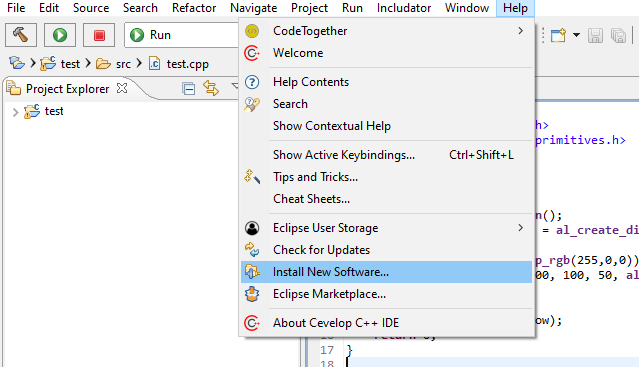 File Edit Source Refactor Navigate Project Run Includator Window Help
Run
test src test.cpp
Project Explorer
test
CodeTogether
Welcome
Help Contents
Search
Show Contextual Help
Show Active Keybindings... Ctrl+Shift+L
Tips and Tricks...
Cheat Sheets...
Eclipse User Storage
Check for Updates
Install New Software...
Eclipse Marketplace...
About Cevelop C++ IDE
h>
primitives.h>
n();
= al_create_di
p_rgb(255,0,0))
00, 100, 50, al
ow);
17 }
18